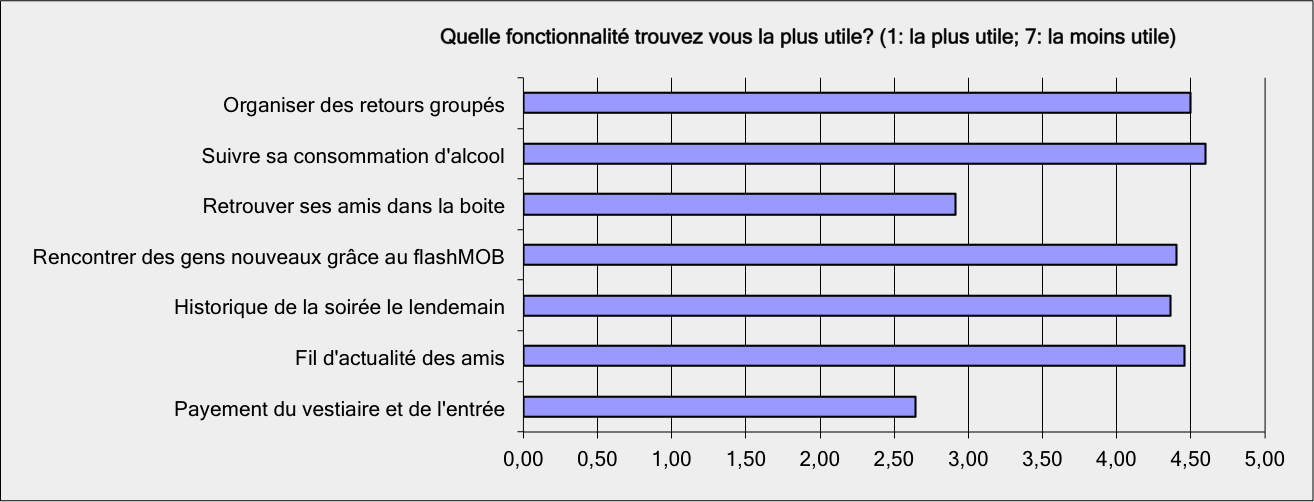 Quelle fonctionnalité trouvez vous la plus utile? (1: la plus utile; 7: la moins utile)
Organiser des retours groupés
Suivre sa consommation d'alcool
Retrouver ses amis dans la boite
Rencontrer des gens nouveaux grâce au flashMOB
Historique de la soirée le lendemain
Fil d'actualité des amis
Payement du vestiaire et de l'entrée
0,00 0,50 1,00 1,50 2,00 2,50 3,00 3,50 4,00 4,50 5,00